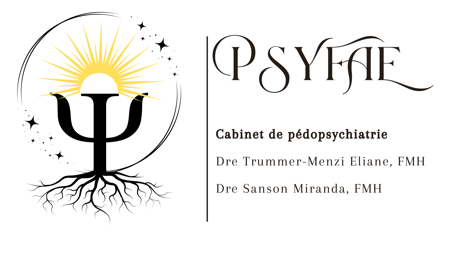 PSYFAE
Cabinet de pédopsychiatrie
Dre Trummer-Menzi Eliane, FMH
Dre Sanson Miranda, FMH